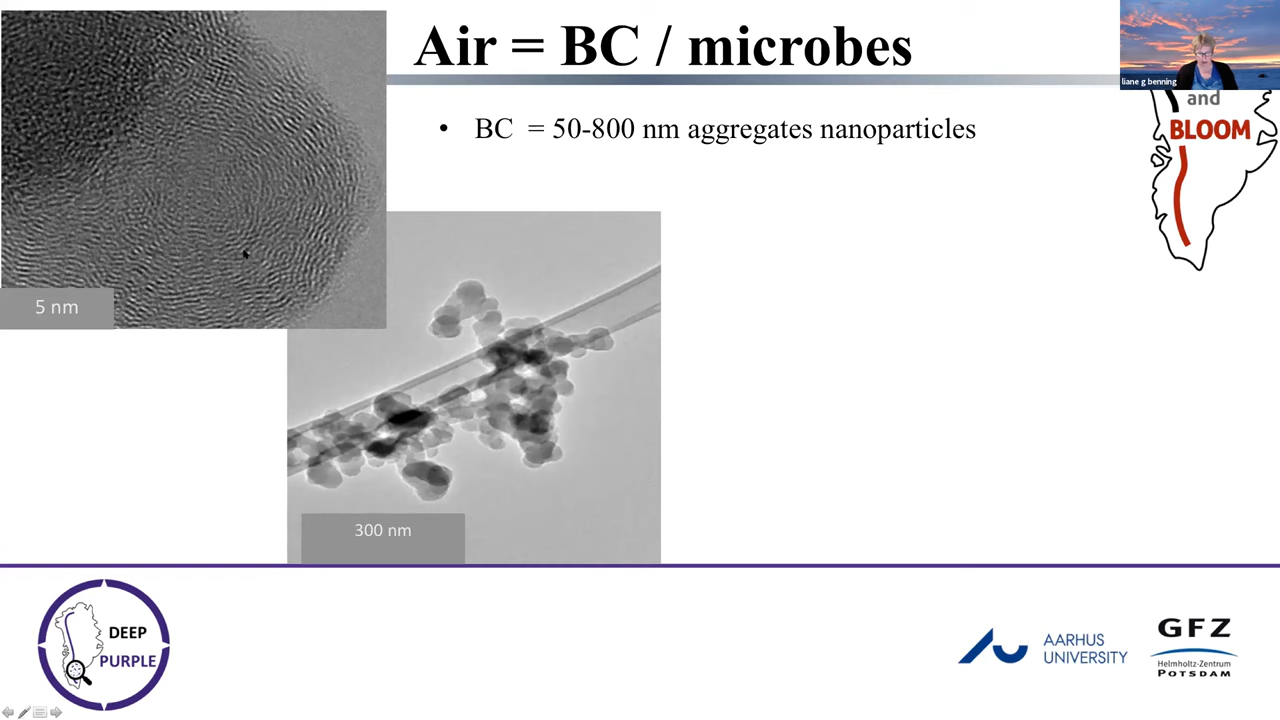 Air = BC / microbes
liane g benning
and
BLOOM
• BC = 50-800 nm aggregates nanoparticles
5 nm
300 nm
DEEP
PURPLE
AARHUS
UNIVERSITY
GFZ
Helmholtz-Zentrum
POTSDAM